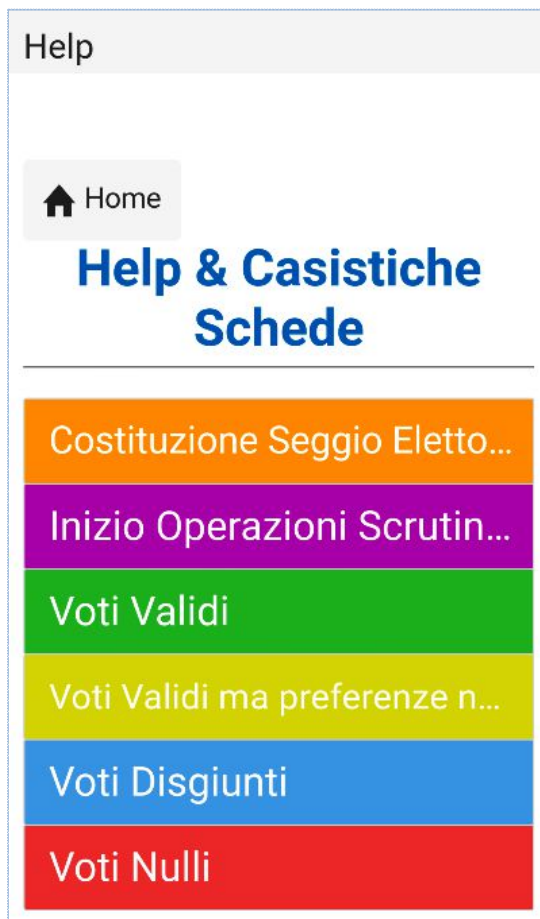 Help
Home
Help & Casistiche
Schede
Costituzione Seggio Eletto...
Inizio Operazioni Scrutin...
Voti Validi
Voti Validi ma preferenze n...
Voti Disgiunti
Voti Nulli